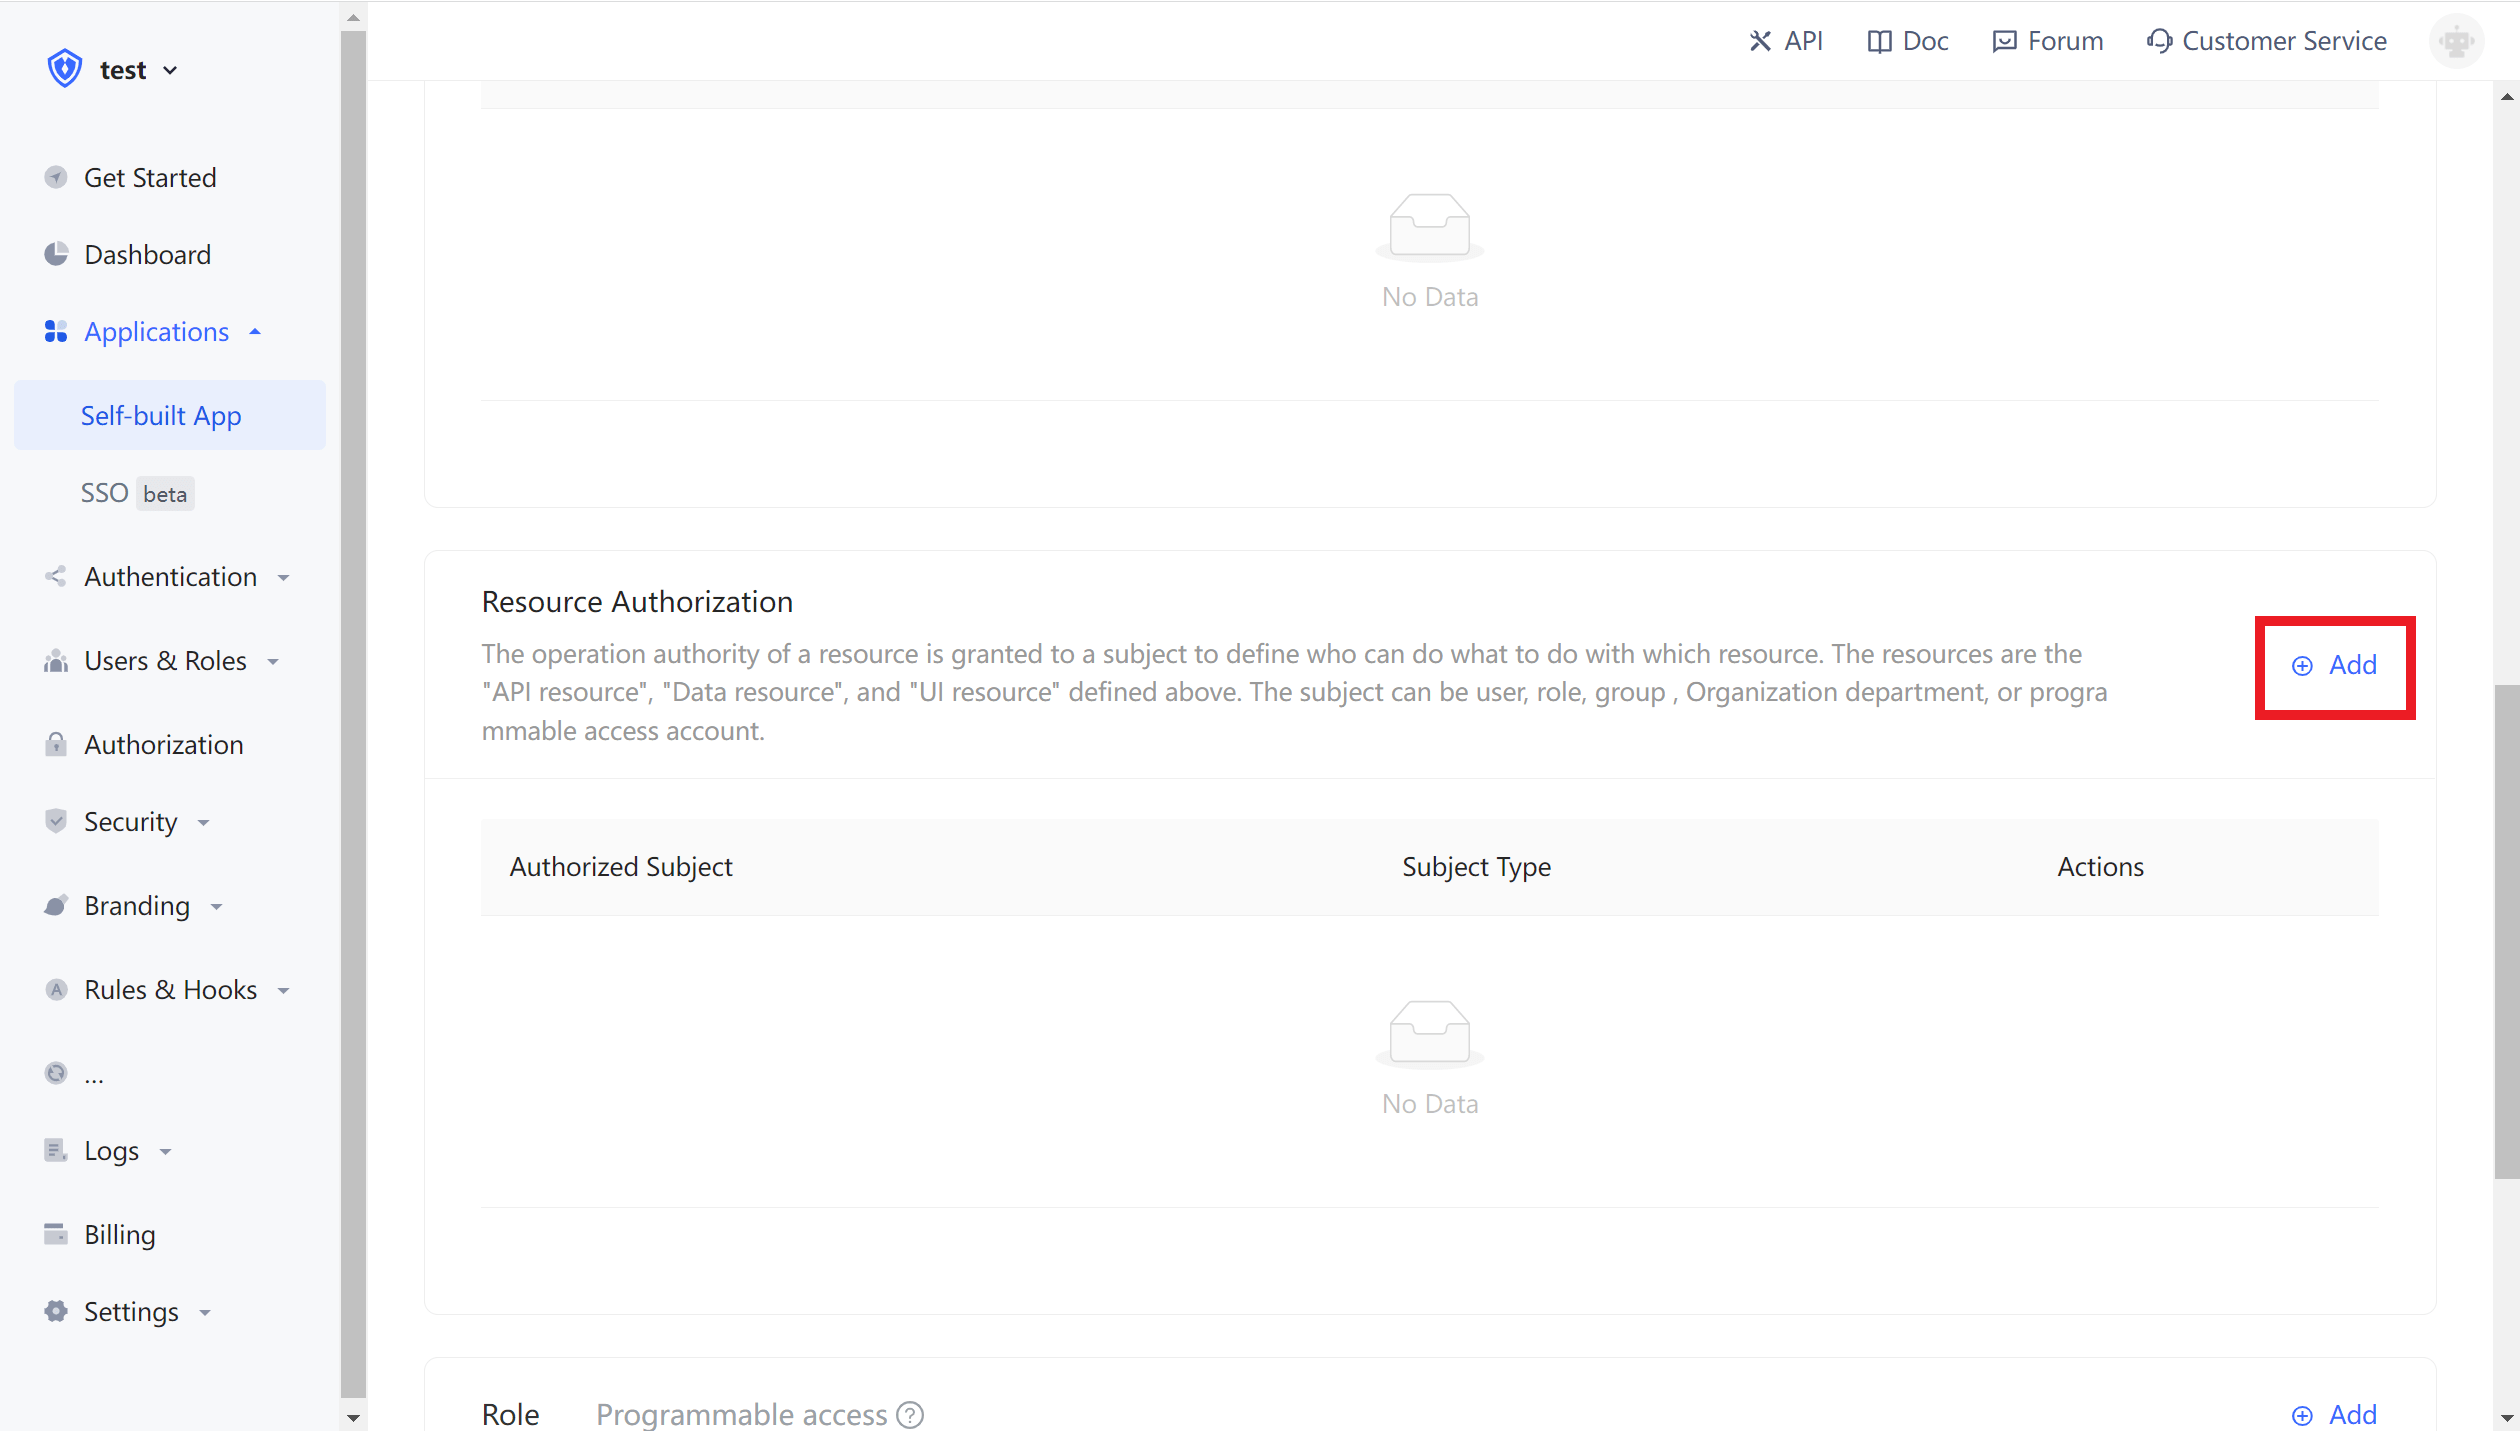 test
API
Doc
Forum
Customer Service
Get Started
Dashboard
Applications
Self-built App
SSO beta
Authentication
Users & Roles
Authorization
Security
Branding
Rules & Hooks
...
Logs
Billing
Settings
No Data
Resource Authorization
The operation authority of a resource is granted to a subject to define who can do what to do with which resource. The resources are the
"API resource", "Data resource", and "UI resource" defined above. The subject can be user, role, group , Organization department, or progra
mmable access account.
Add
Authorized Subject
Subject Type
Actions
No Data
Role
Programmable access
Add